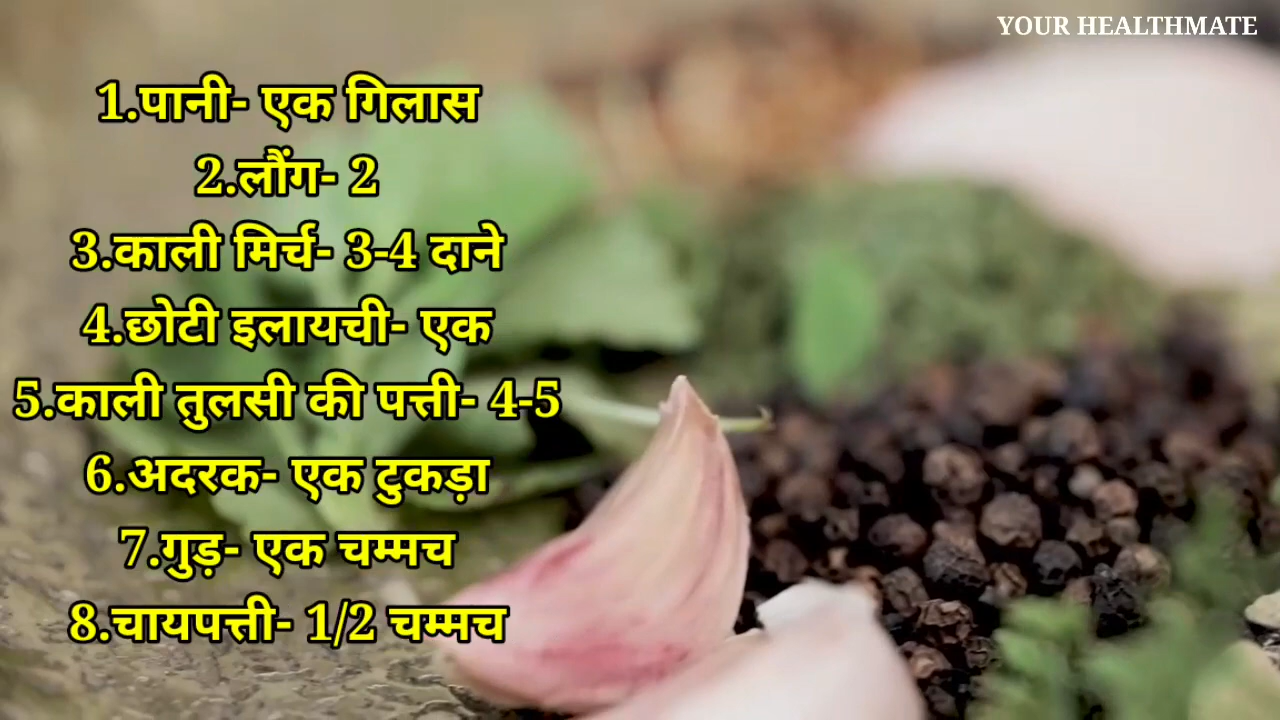 YOUR HEALTHMATE
1.पानी- एक गिलास
2.लौंग- 2
3.काली मिर्च- 3-4 दाने
4.छोटी इलायची- एक
5.काली तुलसी की पत्ती- 4-5
6.अदरक- एक टुकड़ा
7.गुड़- एक चम्मच
8.चायपत्ती- 1/2 चम्मच